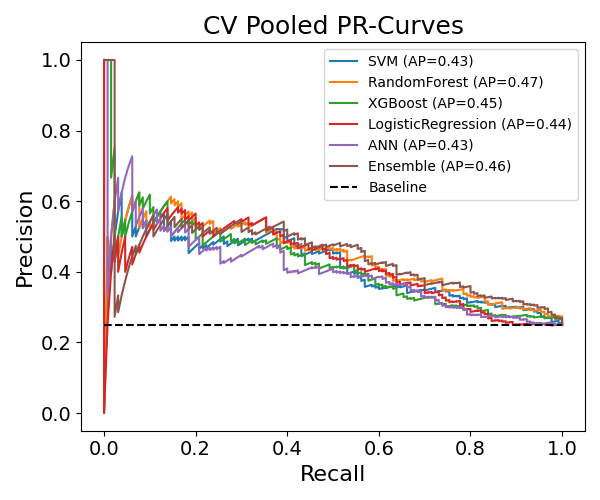 CV Pooled PR-Curves
SVM (AP=0.43)
RandomForest (AP=0.47)
XGBoost (AP=0.45)
LogisticRegression (AP=0.44)
ANN (AP=0.43)
Ensemble (AP=0.46)
Baseline
Precision
1.0
0.8
0.6
0.4
0.2
0.0
0.0 0.2 0.4 0.6 0.8 1.0
Recall